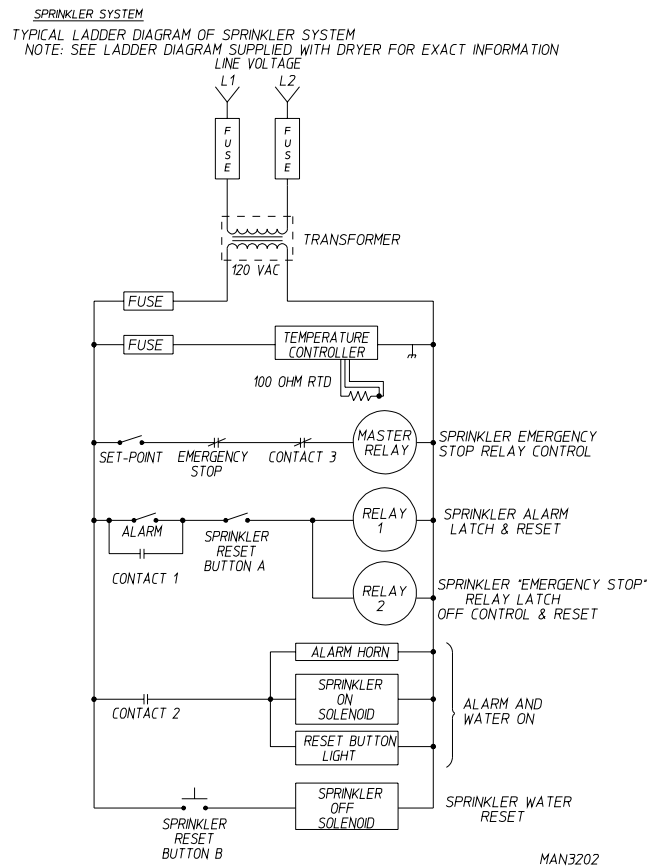 SPRINKLER SYSTEM
TYPICAL LADDER DIAGRAM OF SPRINKLER SYSTEM
NOTE: SEE LADDER DIAGRAM SUPPLIED WITH DRYER FOR EXACT INFORMATION
LINE VOLTAGE
L1 L2
FUSE FUSE
TRANSFORMER
120 VAC
FUSE
FUSE
TEMPERATURE
CONTROLLER
100 OHM RTD
MASTER
RELAY
SPRINKLER EMERGENCY
STOP RELAY CONTROL
SET-POINT
EMERGENCY
STOP
CONTACT 3
ALARM
CONTACT 1
SPRINKLER
RESET
BUTTON A
RELAY
1
SPRINKLER ALARM
LATCH & RESET
RELAY
2
SPRINKLER "EMERGENCY STOP"
RELAY LATCH
OFF CONTROL & RESET
CONTACT 2
ALARM HORN
SPRINKLER
ON
SOLENOID
RESET BUTTON
LIGHT
ALARM AND
WATER ON
SPRINKLER
RESET
BUTTON B
SPRINKLER
OFF
SOLENOID
SPRINKLER WATER
RESET
MAN3202